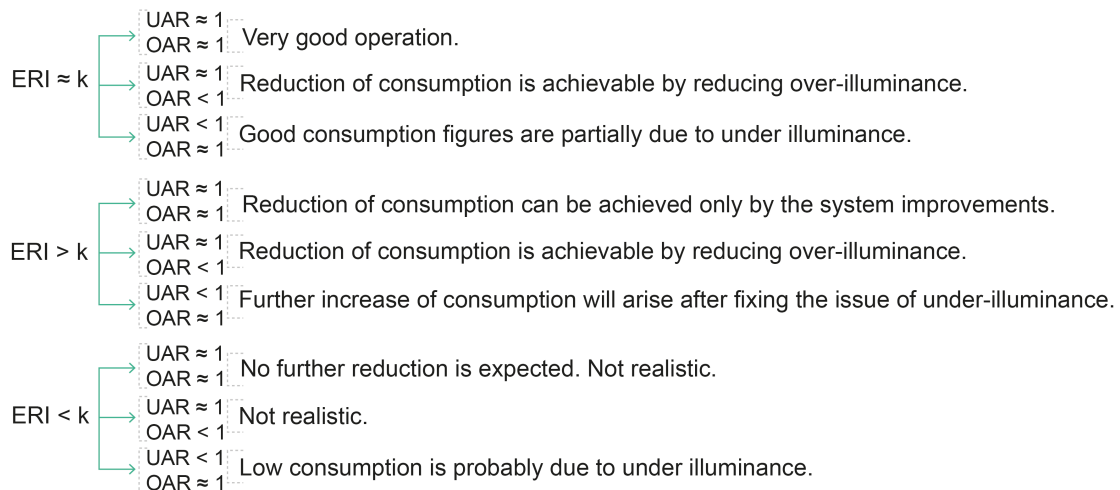 ERI ≈ k
UAR ≈ 1
OAR ≈ 1
Very good operation.
UAR ≈ 1
OAR < 1
Reduction of consumption is achievable by reducing over-illuminance.
UAR < 1
OAR ≈ 1
Good consumption figures are partially due to under illuminance.
ERI > k
UAR ≈ 1
OAR ≈ 1
Reduction of consumption can be achieved only by the system improvements.
UAR ≈ 1
OAR < 1
Reduction of consumption is achievable by reducing over-illuminance.
UAR < 1
OAR ≈ 1
Further increase of consumption will arise after fixing the issue of under-illuminance.
ERI < k
UAR ≈ 1
OAR ≈ 1
No further reduction is expected. Not realistic.
UAR ≈ 1
OAR < 1
Not realistic.
UAR < 1
OAR ≈ 1
Low consumption is probably due to under illuminance.